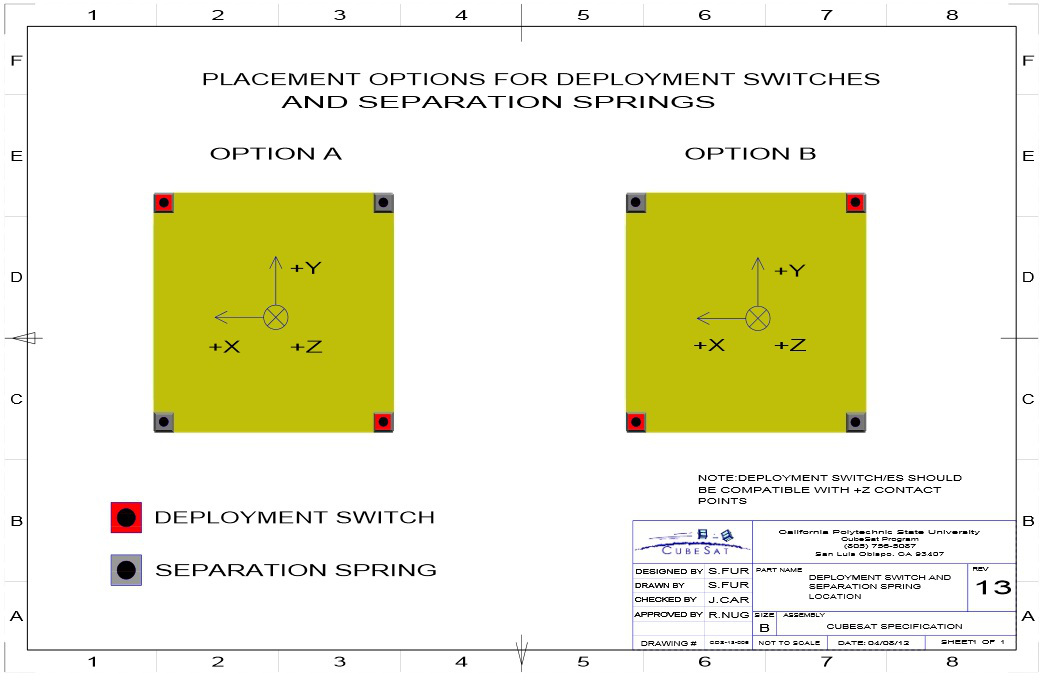 1 2 3 4 5 6 7 8
F F
PLACEMENT OPTIONS FOR DEPLOYMENT SWITCHES
AND SEPARATION SPRINGS
E E
OPTION A OPTION B
D D
+Y +Y
+X +Z +X +Z
C C
NOTE:DEPLOYMENT SWITCH/ES SHOULD
BE COMPATIBLE WITH +Z CONTACT
POINTS
B B
DEPLOYMENT SWITCH
SEPARATION SPRING
CUBESAT
California Polytechnic State University
CubeSat Program
(805) 756-5087
San Luis Obispo, CA 93407
DESIGNED BY S.FUR
DRAWN BY S.FUR
CHECKED BY J.CAR
APPROVED BY R.NUG
PART NAME
DEPLOYMENT SWITCH AND
SEPARATION SPRING
LOCATION
REV
13
A A
SIZE
B
ASSEMBLY
CUBESAT SPECIFICATION
DRAWING #
NOT TO SCALE
DATE: 04/08/12
SHEET1 OF 1
1 2 3 4 5 6 7 8